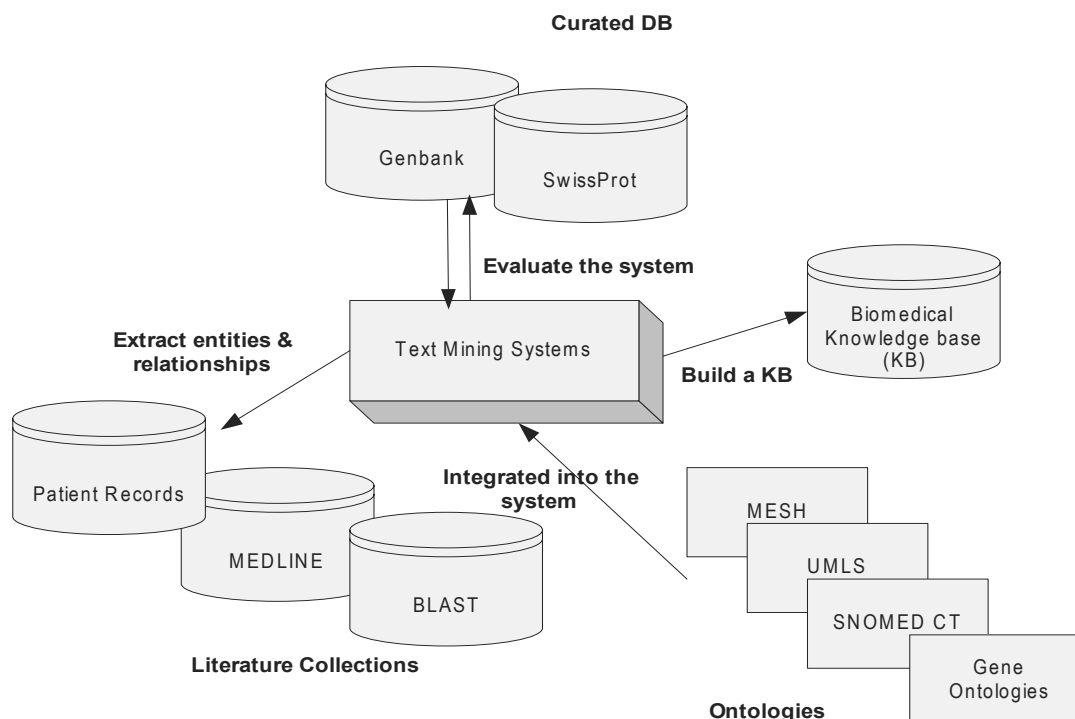 Curated DB
Genbank
SwissProt
Evaluate the system
Biomedical
Knowledge base
(KB)
Extract entities &
relationships
Text Mining Systems
Build a KB
Patient Records
MEDLINE
BLAST
Literature Collections
Integrated into the
system
MESH
UMLS
SNOMED CT
Gene
Ontologies
Ontologies